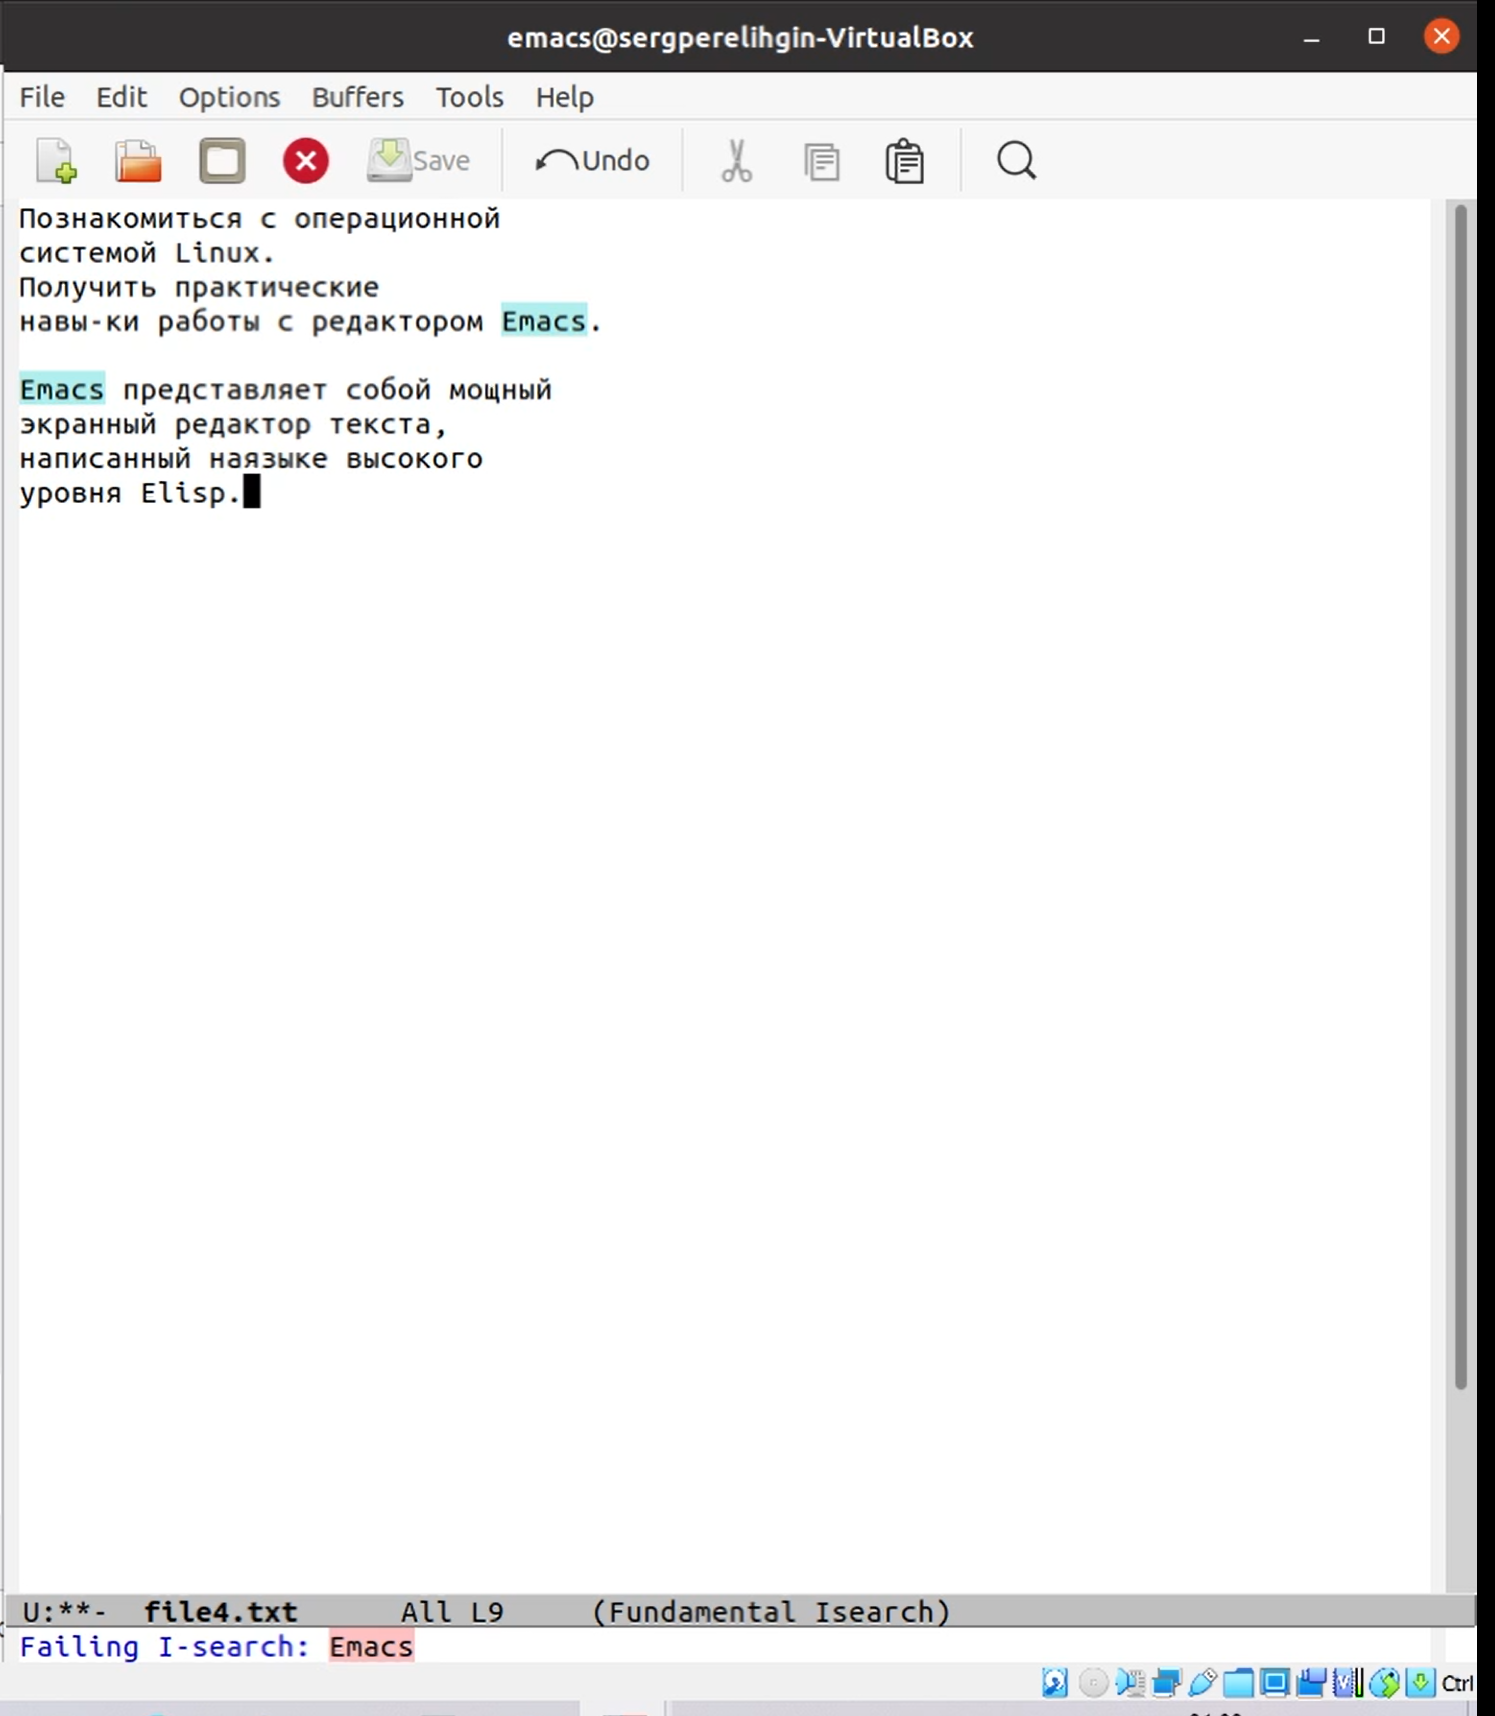 emacs@sergperelihgin-VirtualBox
File Edit Options Buffers Tools Help
Save Undo
Познакомиться с операционной
системой Linux.
Получить практические
навы-ки работы с редактором Emacs.
Emacs представляет собой мощный
экранный редактор текста,
написанный наязыке высокого
уровня Elisp.
U:**- file4.txt All L9 (Fundamental Isearch)
Failing I-search: Emacs
Ctrl